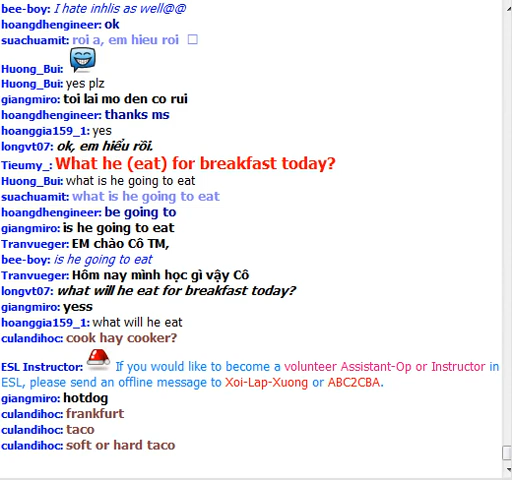 bee-boy: I hate inhlis as well@@
hoangdhengineer: ok
suachuamit: roi a, em hieu roi □
Huong_Bui:
Huong_Bui: yes plz
giangmiro: toi lai mo den co rui
hoangdhengineer: thanks ms
hoanggia159_1: yes
longvt07: ok, em hiểu rồi.
Tieumy_: What he (eat) for breakfast today?
Huong_Bui: what is he going to eat
suachuamit: what is he going to eat
hoangdhengineer: be going to
giangmiro: is he going to eat
Tranvueger: EM chào Cô TM,
bee-boy: is he going to eat
Tranvueger: Hôm nay mình học gì vậy Cô
longvt07: what will he eat for breakfast today?
giangmiro: yess
hoanggia159_1: what will he eat
culandihoc: cook hay cooker?
ESL Instructor: If you would like to become a volunteer Assistant-Op or Instructor in
ESL, please send an offline message to Xoi-Lap-Xuong or ABC2CBA.
giangmiro: hotdog
culandihoc: frankfurt
culandihoc: taco
culandihoc: soft or hard taco